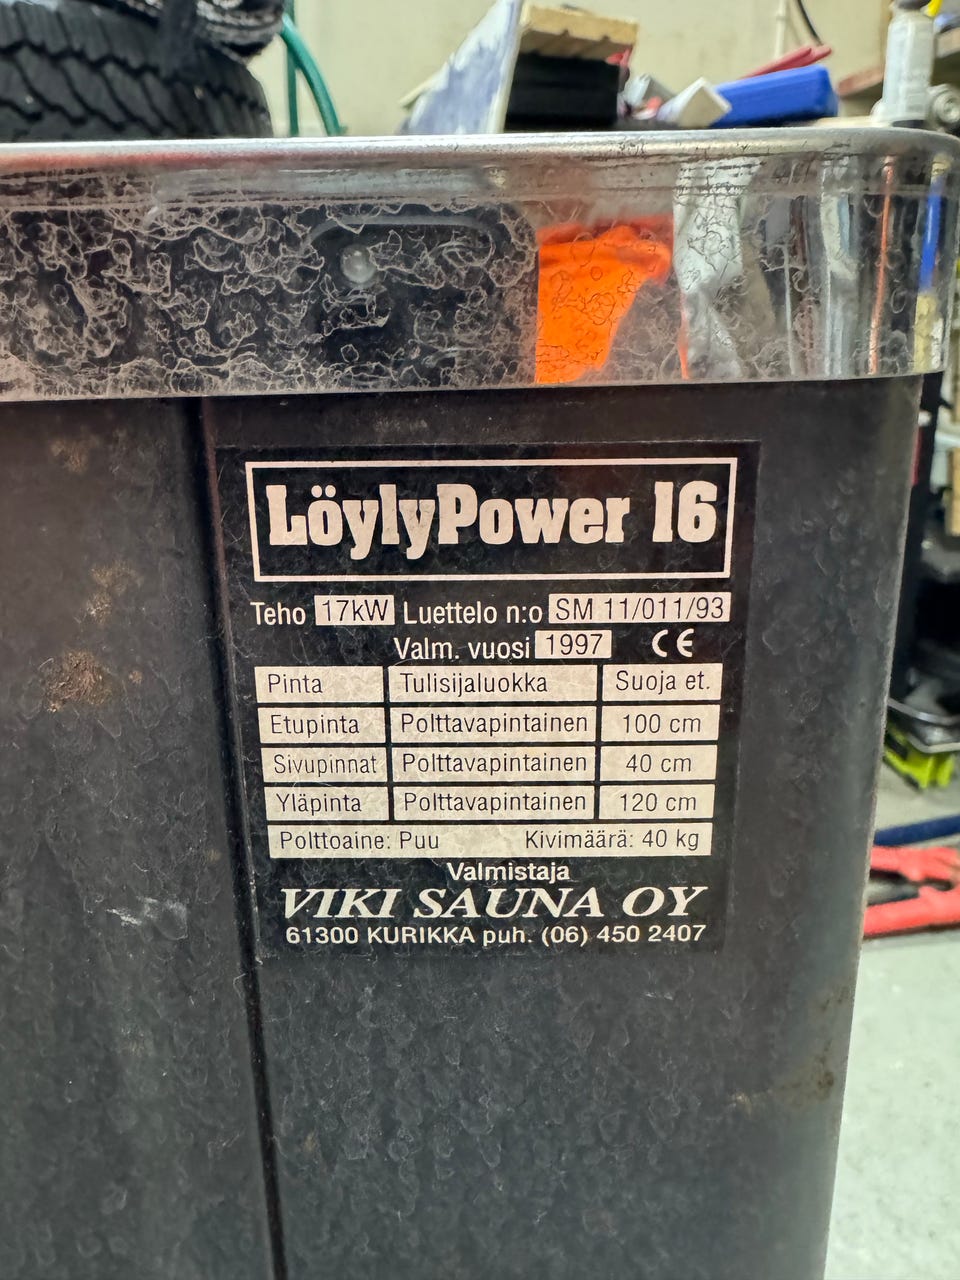 LöylyPower 16
Teho 17kW Luettelo n:o SM 11/011/93
Valm. vuosi 1997 CE
Pinta Tulisijaluokka Suoja et.
Etupinta Polttavapintainen 100 cm
Sivupinnat Polttavapintainen 40 cm
Yläpinta Polttavapintainen 120 cm
Polttoaine: Puu Kivimäärä: 40 kg
Valmistaja
VIKI SAUNA OY
61300 KURIKKA puh. (06) 450 2407